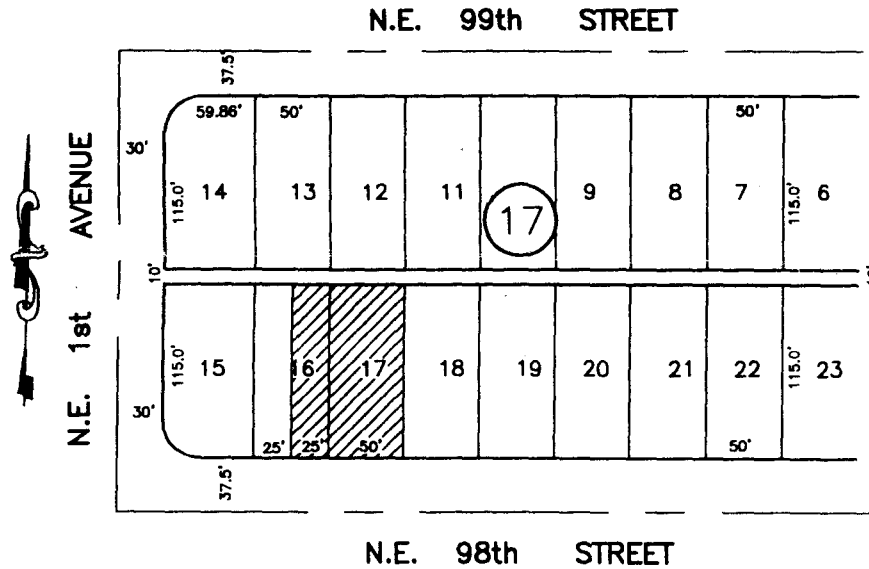 N.E. 99th STREET
37.5'
59.86' 50' 50'
30'
N.E. 1st AVENUE
115.0' 14 13 12 11 17 9 8 7 115.0' 6
10'
115.0' 15 16 17 18 19 20 21 22 115.0' 23
30'
25' 25' 50' 50'
37.5'
N.E. 98th STREET